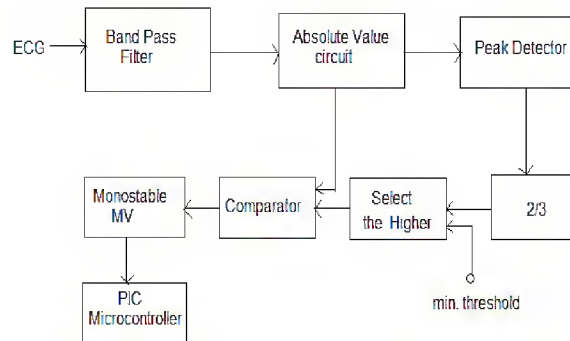 ECG
Band Pass
Filter
Absolute Value
circuit
Peak Detector
Monostable
MV
Comparator
Select
the Higher
2/3
PIC
Microcontroller
min. threshold